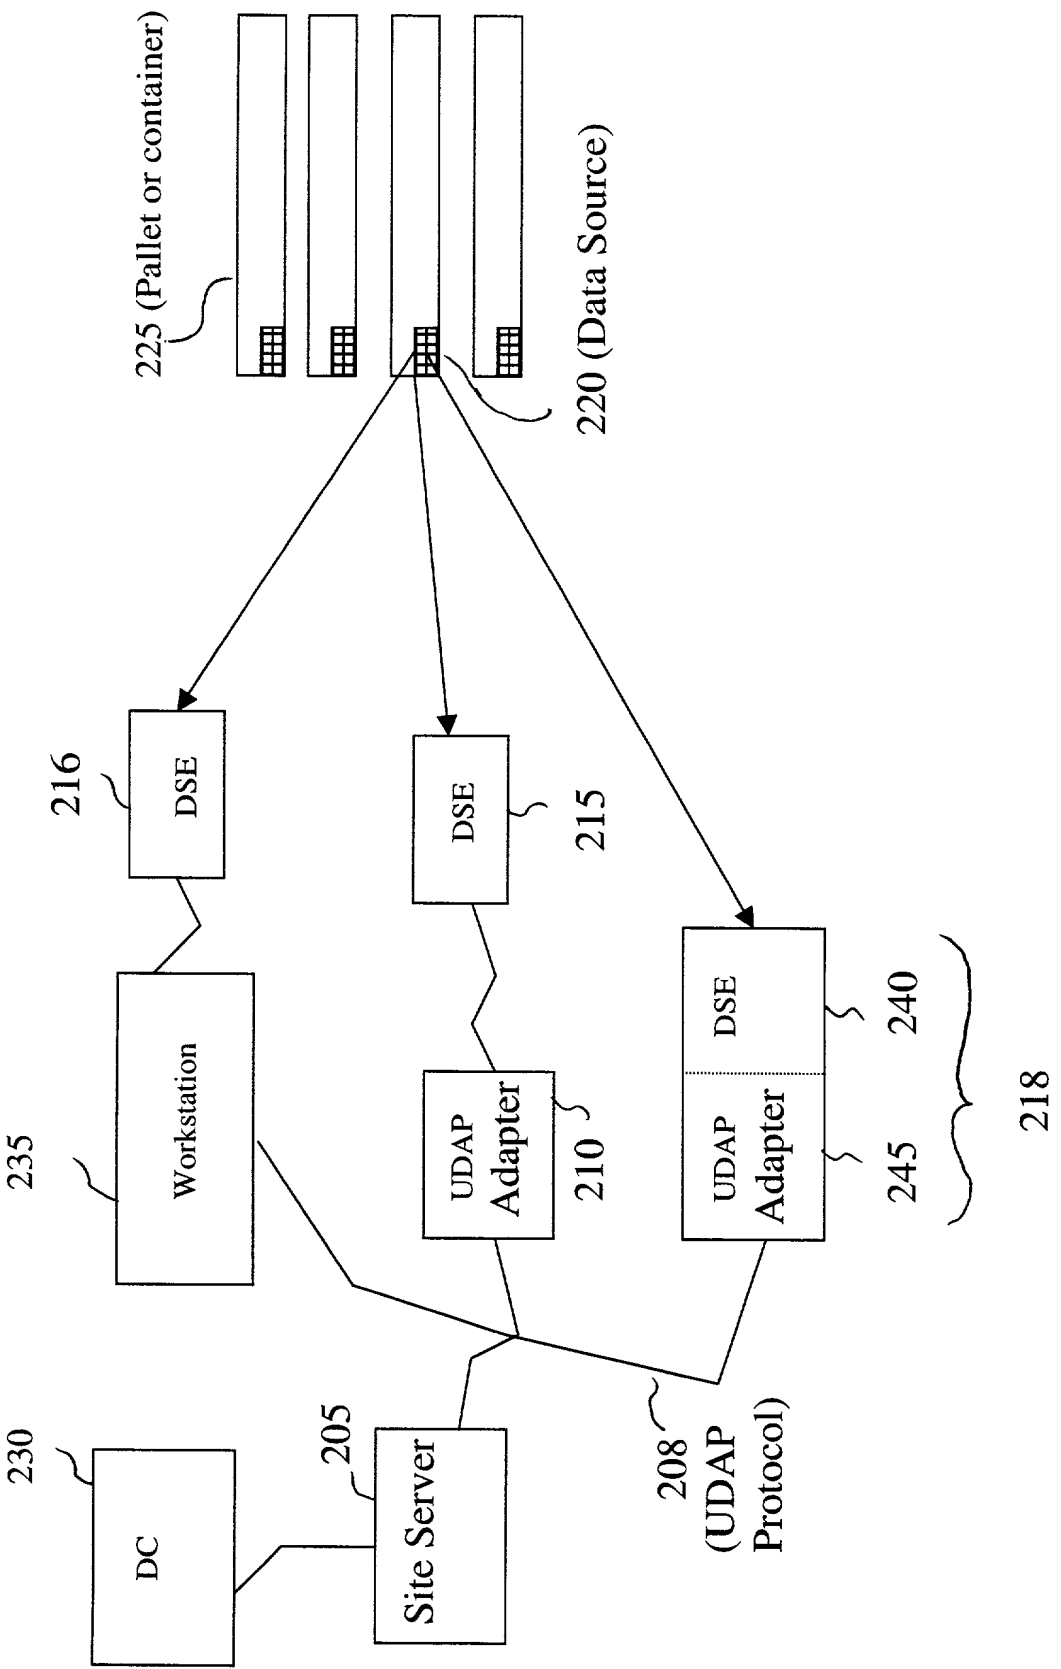 230
DC
205
Site Server
208
(UDAP
Protocol)
235
Workstation
UDAP
Adapter
210
UDAP
Adapter
245
DSE
240
218
216
DSE
DSE
215
225 (Pallet or container)
220 (Data Source)